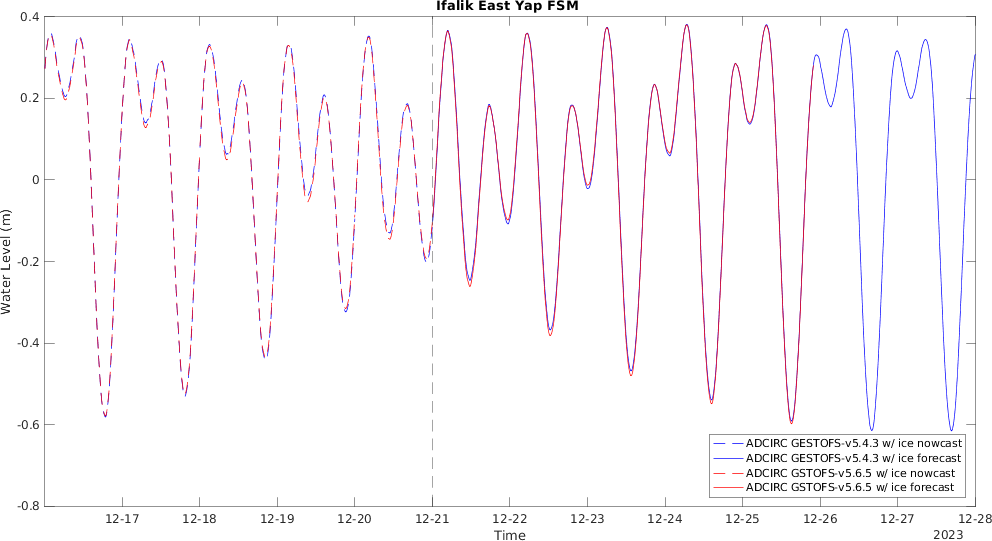 Ifalik East Yap FSM
0.4
0.2
0
-0.2
-0.4
-0.6
-0.8
Water Level (m)
ADCIRC GESTOFS-v5.4.3 w/ ice nowcast
ADCIRC GESTOFS-v5.4.3 w/ ice forecast
ADCIRC GSTOFS-v5.6.5 w/ ice nowcast
ADCIRC GSTOFS-v5.6.5 w/ ice forecast
12-17 12-18 12-19 12-20 12-21 12-22 12-23 12-24 12-25 12-26 12-27 12-28
Time
2023